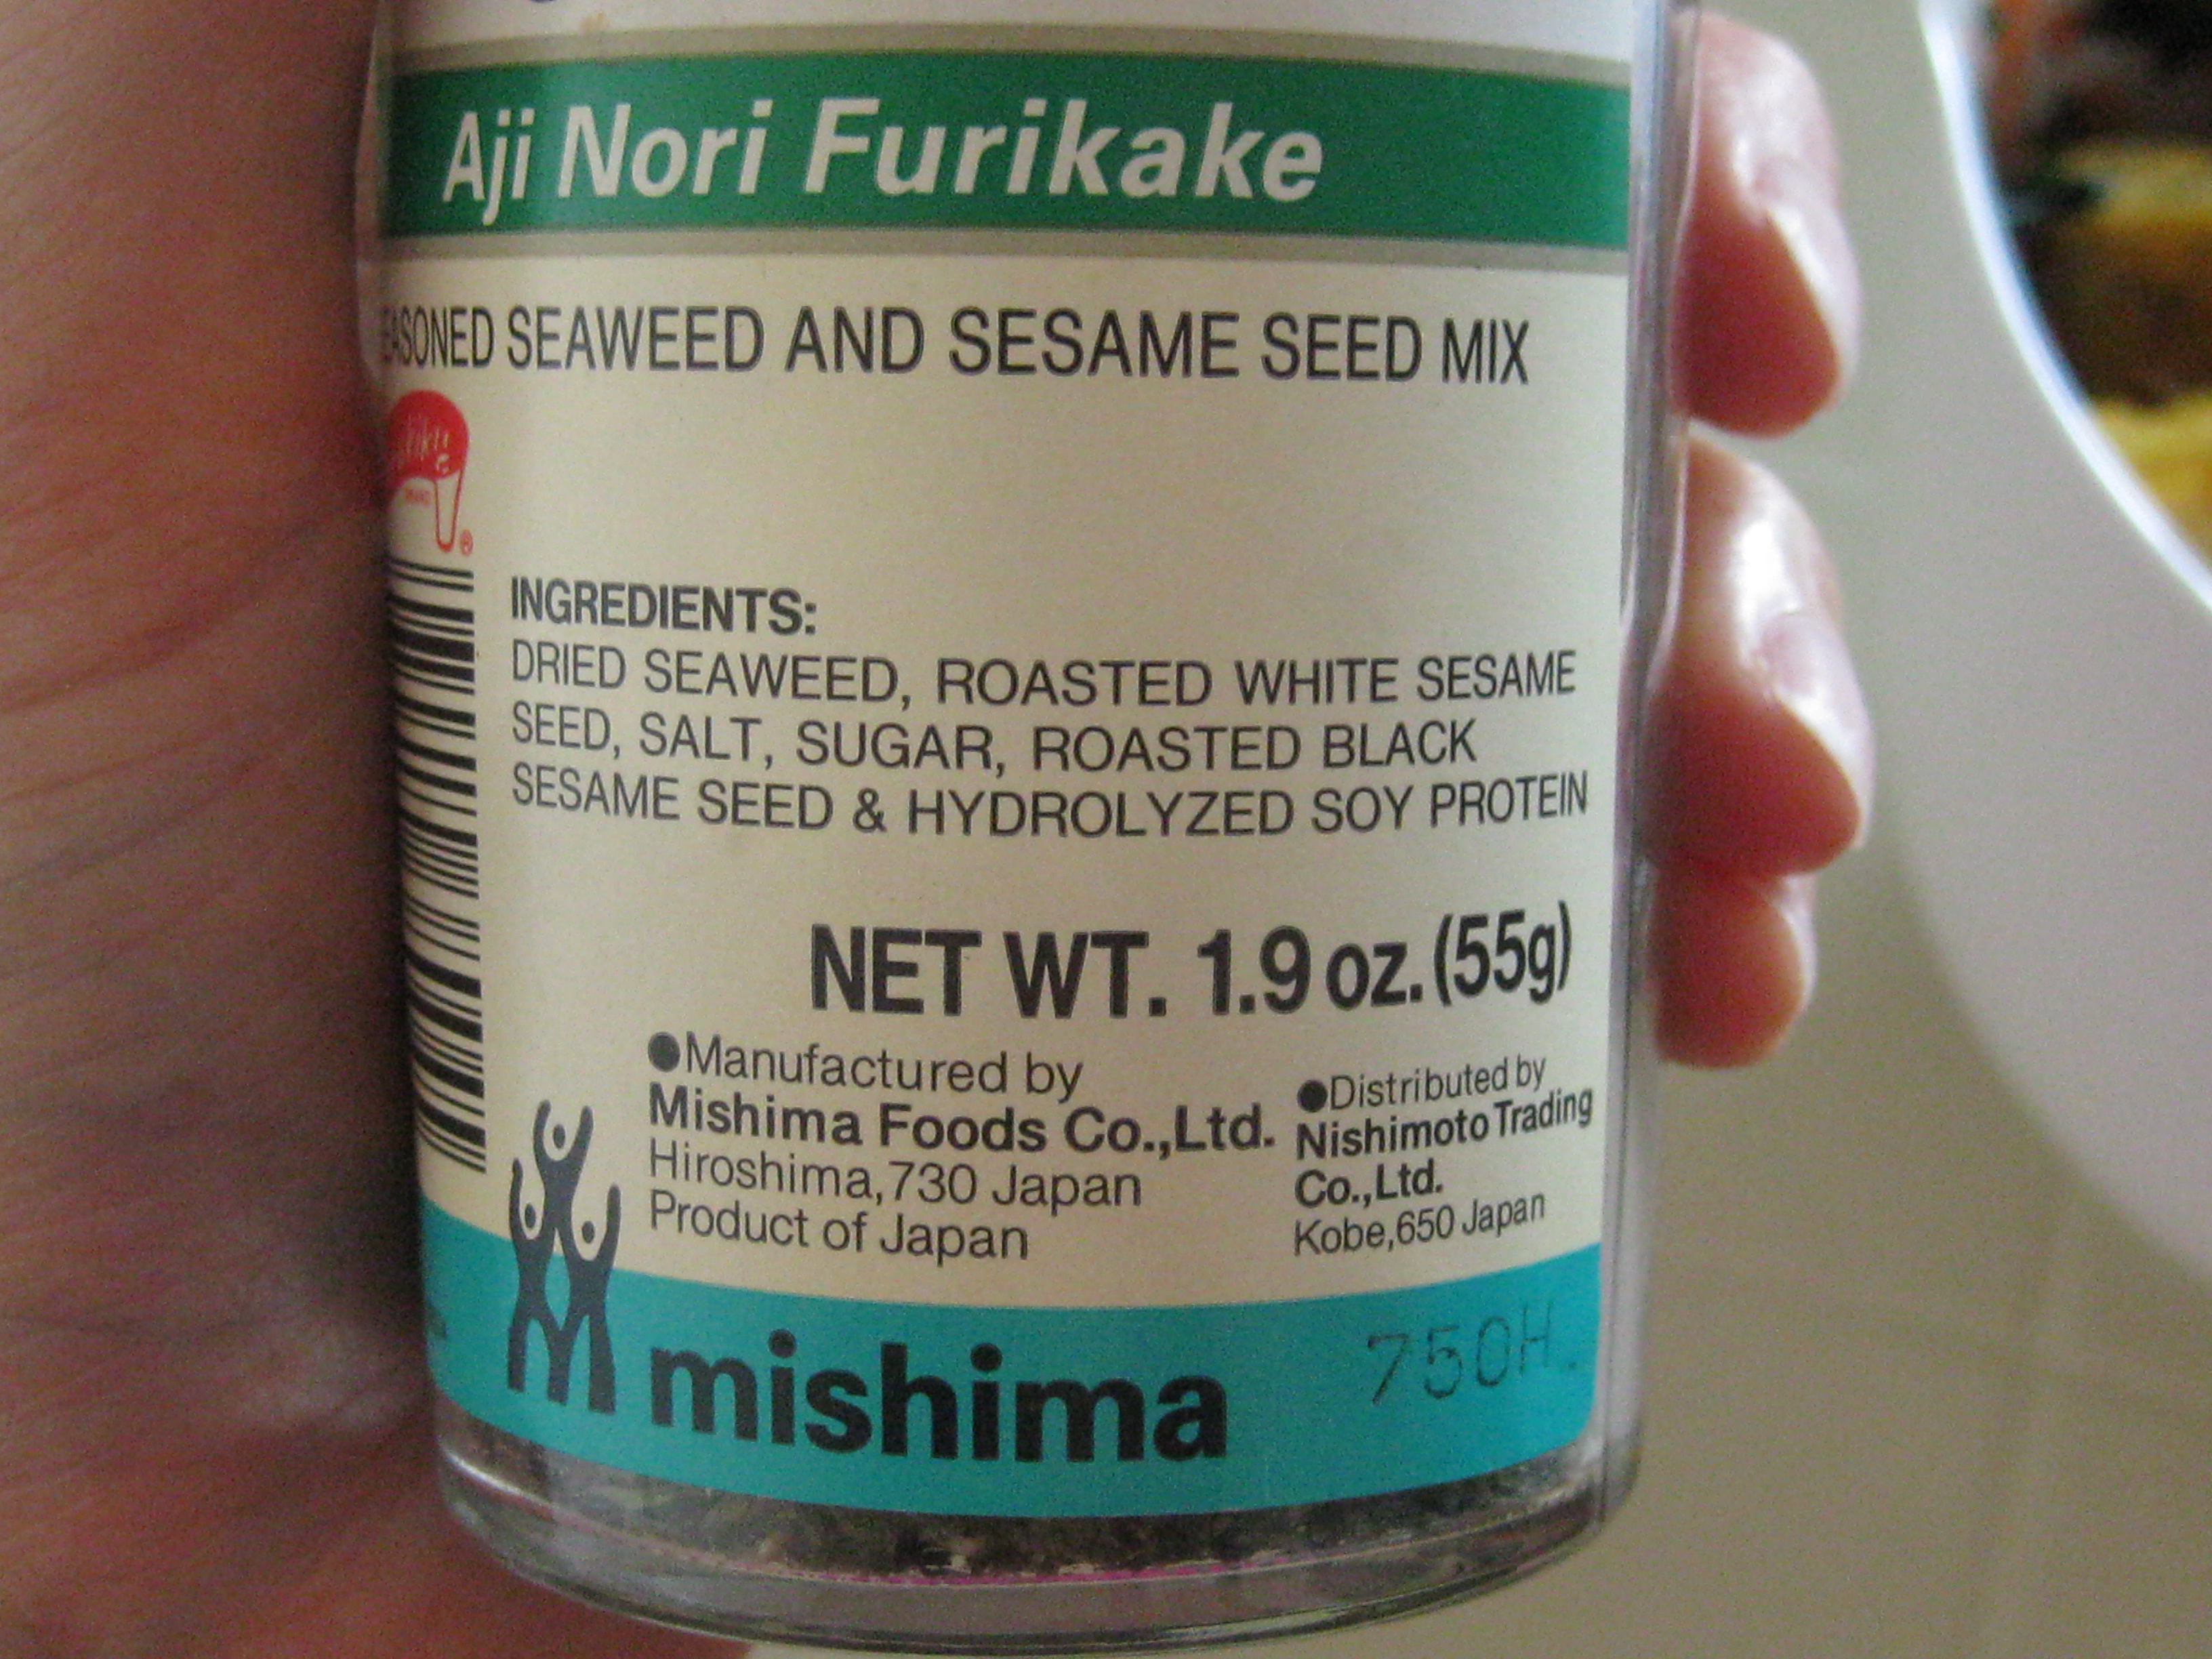 Aji Nori Furikake
SEASONED SEAWEED AND SESAME SEED MIX
INGREDIENTS:
DRIED SEAWEED, ROASTED WHITE SESAME
SEED, SALT, SUGAR, ROASTED BLACK
SESAME SEED & HYDROLYZED SOY PROTEIN
NET WT. 1.9 oz. (55g)
●Manufactured by
Mishima Foods Co.,Ltd.
Hiroshima,730 Japan
Product of Japan
●Distributed by
Nishimoto Trading
Co.,Ltd.
Kobe,650 Japan
mishima
750H.